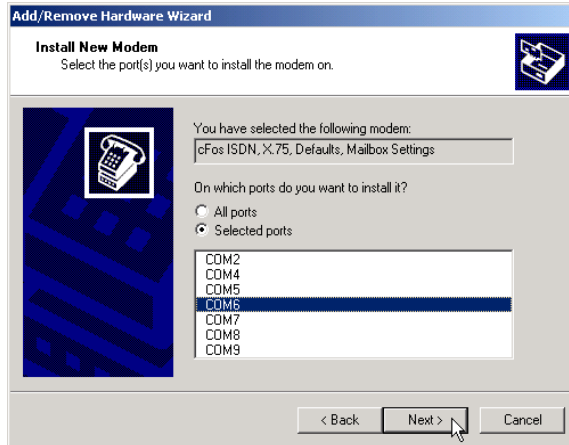 Add/Remove Hardware Wizard
Install New Modem
Select the port(s) you want to install the modem on.
You have selected the following modem:
cFos ISDN, X.75, Defaults, Mailbox Settings
On which ports do you want to install it?
All ports
Selected ports
COM2
COM4
COM5
COM6
COM7
COM8
COM9
< Back Next > Cancel